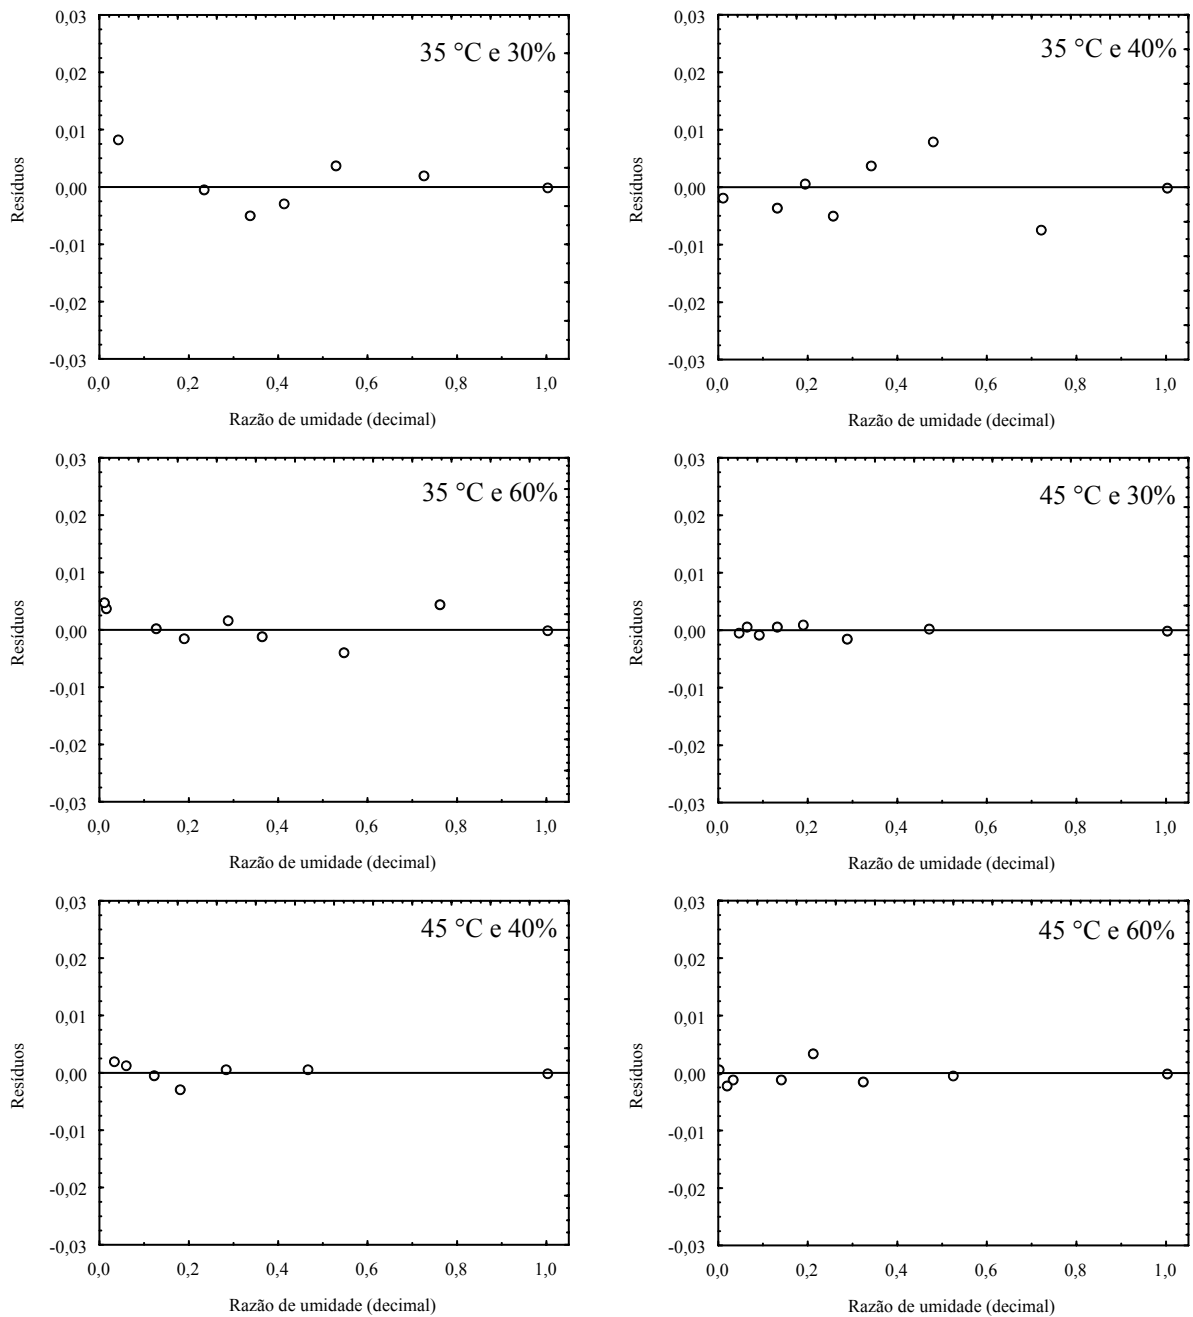 0,03
35 °C e 30%
0,02
0,01
0,00
-0,01
-0,02
-0,03
Resíduos
0,0 0,2 0,4 0,6 0,8 1,0
Razão de umidade (decimal)
0,03
35 °C e 40%
0,02
0,01
0,00
-0,01
-0,02
-0,03
Resíduos
0,0 0,2 0,4 0,6 0,8 1,0
Razão de umidade (decimal)
0,03
35 °C e 60%
0,02
0,01
0,00
-0,01
-0,02
-0,03
Resíduos
0,0 0,2 0,4 0,6 0,8 1,0
Razão de umidade (decimal)
0,03
45 °C e 30%
0,02
0,01
0,00
-0,01
-0,02
-0,03
Resíduos
0,0 0,2 0,4 0,6 0,8 1,0
Razão de umidade (decimal)
0,03
45 °C e 40%
0,02
0,01
0,00
-0,01
-0,02
-0,03
Resíduos
0,0 0,2 0,4 0,6 0,8 1,0
Razão de umidade (decimal)
0,03
45 °C e 60%
0,02
0,01
0,00
-0,01
-0,02
-0,03
Resíduos
0,0 0,2 0,4 0,6 0,8 1,0
Razão de umidade (decimal)